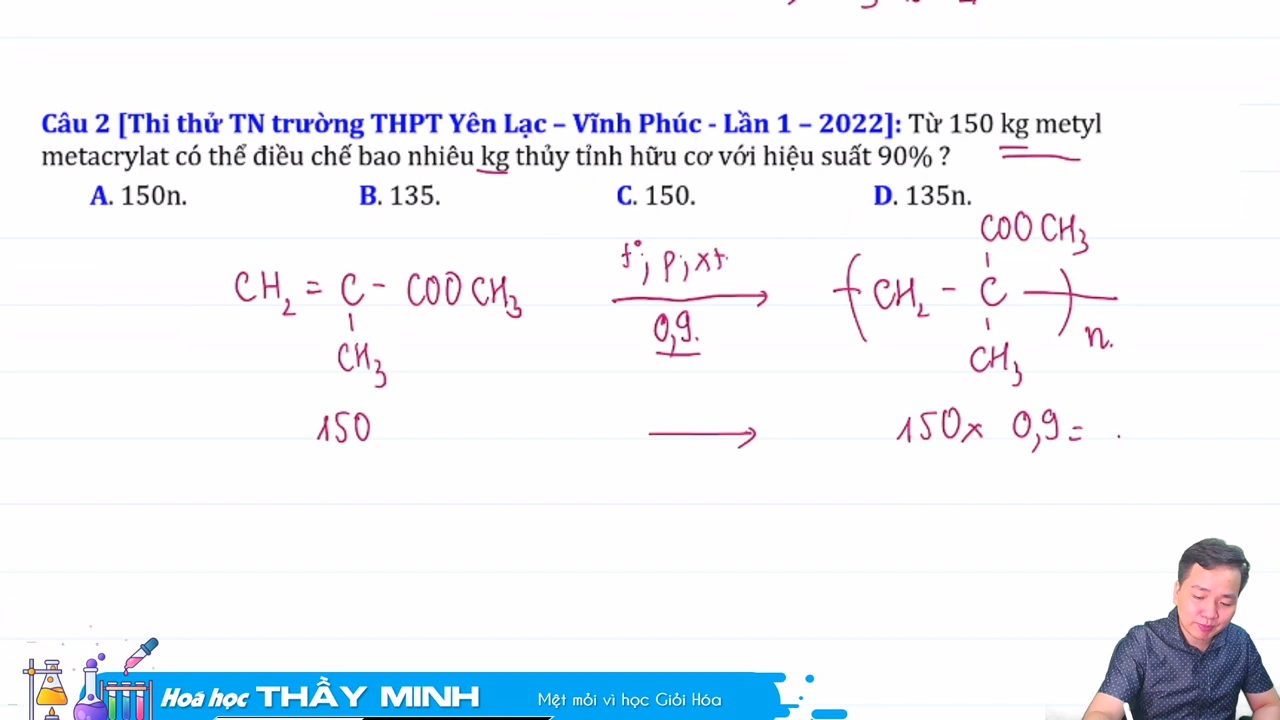 Câu 2 [Thi thử TN trường THPT Yên Lạc – Vĩnh Phúc - Lần 1 – 2022]: Từ 150 kg metyl
metacrylat có thể điều chế bao nhiêu kg thủy tinh hữu cơ với hiệu suất 90% ?
A. 150n. B. 135. C. 150. D. 135n.
COOCH₃
CH₂ = C - COOCH₃ t°; p; xt. ( CH₂ - C )
0,9. n.
CH₃ CH₃
150 → 150 x 0,9 =
Hoá học THẦY MINH Mệt mỏi vì học Giỏi Hóa